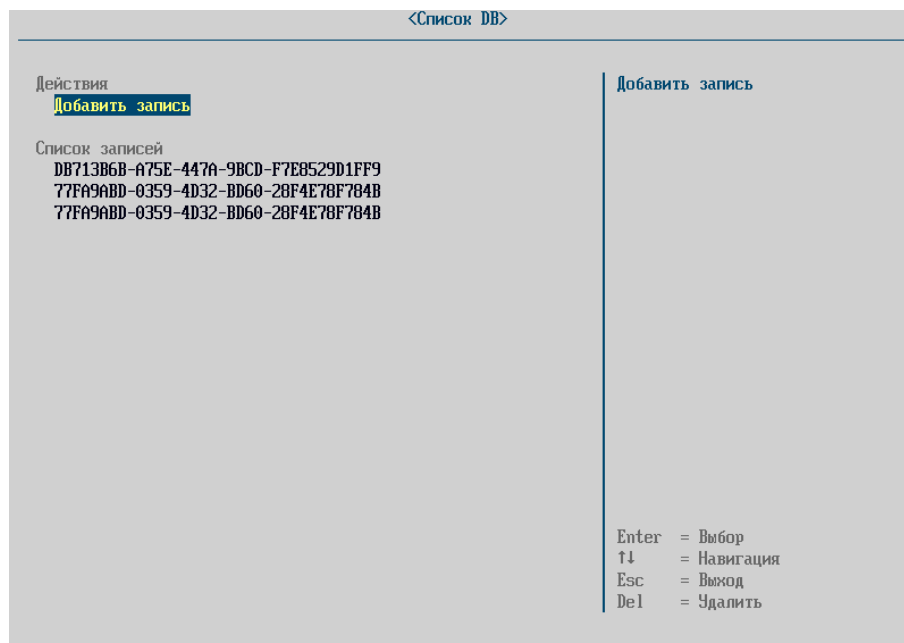 <Список DB>
Действия
Добавить запись
Список записей
DB713B6B-A75E-447A-9BCD-F7E8529D1FF9
77FA9ABD-0359-4D32-BD60-28F4E78F784B
77FA9ABD-0359-4D32-BD60-28F4E78F784B
Добавить запись
Enter = Выбор
↑↓ = Навигация
Esc = Выход
Del = Удалить